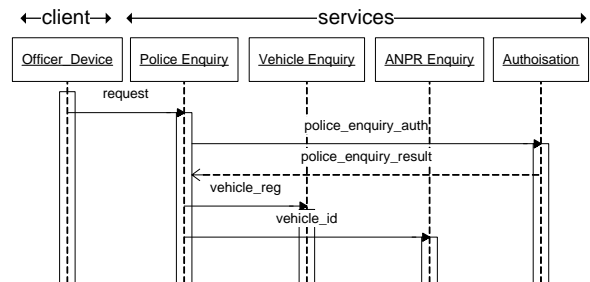 client services
Officer_Device Police Enquiry Vehicle Enquiry ANPR Enquiry Authoisation
request
police_enquiry_auth
police_enquiry_result
vehicle_reg
vehicle_id